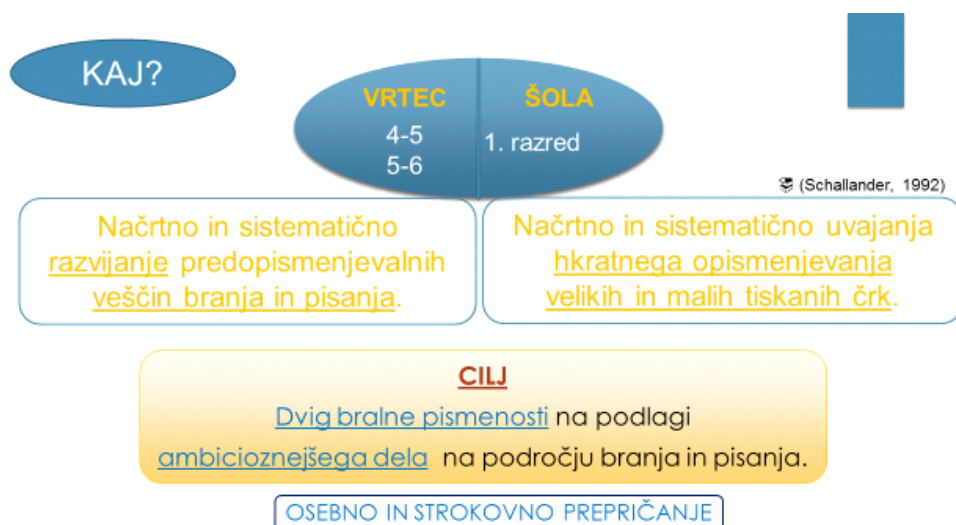 KAJ?
VRTEC
4-5
5-6
ŠOLA
1. razred
(Schallander, 1992)
Načrtno in sistematično
razvijanje predopismenjevalnih
veščin branja in pisanja.
Načrtno in sistematično uvajanja
hkratnega opismenjevanja
velikih in malih tiskanih črk.
CILJ
Dvig bralne pismenosti na podlagi
ambicioznejšega dela na področju branja in pisanja.
OSEBNO IN STROKOVNO PREPRIČANJE